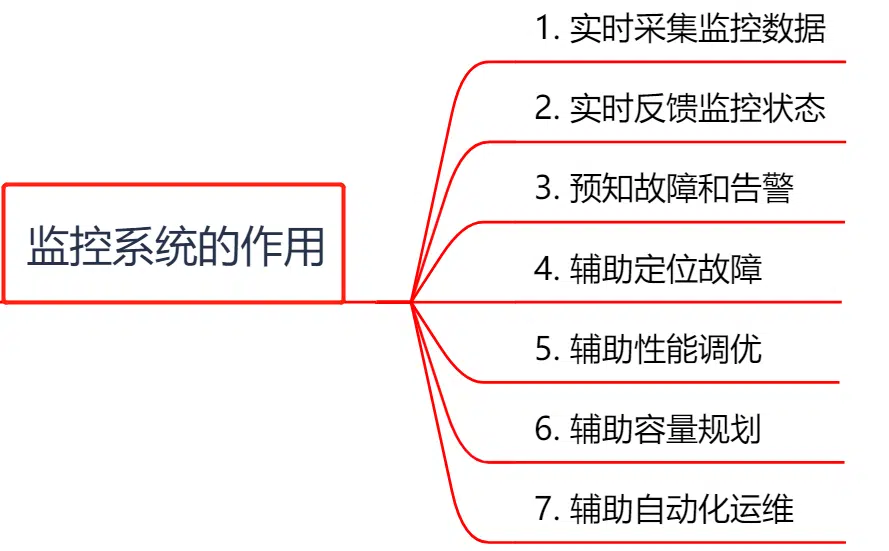 监控系统的作用
1. 实时采集监控数据
2. 实时反馈监控状态
3. 预知故障和告警
4. 辅助定位故障
5. 辅助性能调优
6. 辅助容量规划
7. 辅助自动化运维